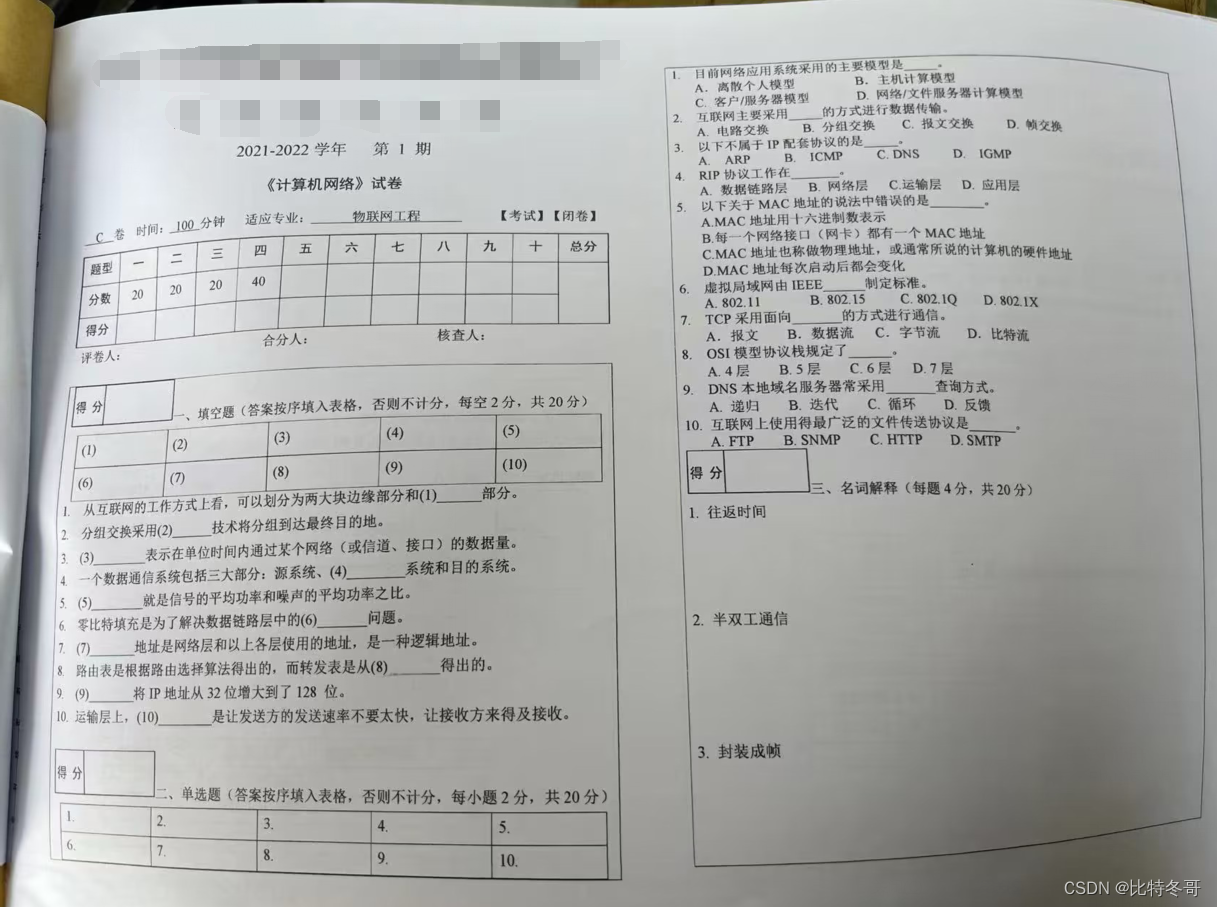 2021-2022 学年 第 1 期
《计算机网络》试卷
C 卷 时间：100 分钟 适应专业：物联网工程 【考试】【闭卷】
题型 一 二 三 四 五 六 七 八 九 十 总分
分数 20 20 20 40
得分
评卷人： 合分人： 核查人：
得 分
一、填空题（答案按序填入表格，否则不计分，每空 2 分，共 20 分）
(1) (2) (3) (4) (5)
(6) (7) (8) (9) (10)
1. 从互联网的工作方式上看，可以划分为两大块边缘部分和(1)______部分。
2. 分组交换采用(2)______技术将分组到达最终目的地。
3. (3)________表示在单位时间内通过某个网络（或信道、接口）的数据量。
4. 一个数据通信系统包括三大部分：源系统、(4)________系统和目的系统。
5. (5)_______就是信号的平均功率和噪声的平均功率之比。
6. 零比特填充是为了解决数据链路层中的(6)_______问题。
7. (7)______地址是网络层和以上各层使用的地址，是一种逻辑地址。
8. 路由表是根据路由选择算法得出的，而转发表是从(8)_______得出的。
9. (9)______将 IP 地址从 32 位增大到了 128 位。
10. 运输层上，(10)_______是让发送方的发送速率不要太快，让接收方来得及接收。
得 分
二、单选题（答案按序填入表格，否则不计分，每小题 2 分，共 20 分）
1. 2. 3. 4. 5.
6. 7. 8. 9. 10.
1. 目前网络应用系统采用的主要模型是_____。
A. 离散个人模型 B. 主机计算模型
C. 客户/服务器模型 D. 网络/文件服务器计算模型
2. 互联网主要采用_____的方式进行数据传输。
A. 电路交换 B. 分组交换 C. 报文交换 D. 帧交换
3. 以下不属于 IP 配套协议的是_____。
A. ARP B. ICMP C. DNS D. IGMP
4. RIP 协议工作在_______。
A. 数据链路层 B. 网络层 C.运输层 D. 应用层
5. 以下关于 MAC 地址的说法中错误的是________。
A.MAC 地址用十六进制数表示
B.每一个网络接口（网卡）都有一个 MAC 地址
C.MAC 地址也称做物理地址，或通常所说的计算机的硬件地址
D.MAC 地址每次启动后都会变化
6. 虚拟局域网由 IEEE______制定标准。
A. 802.11 B. 802.15 C. 802.1Q D. 802.1X
7. TCP 采用面向_______的方式进行通信。
A. 报文 B. 数据流 C. 字节流 D. 比特流
8. OSI 模型协议栈规定了______。
A. 4 层 B. 5 层 C. 6 层 D. 7 层
9. DNS 本地域名服务器常采用_______查询方式。
A. 递归 B. 迭代 C. 循环 D. 反馈
10. 互联网上使用得最广泛的文件传送协议是______。
A. FTP B. SNMP C. HTTP D. SMTP
得 分
三、名词解释（每题 4 分，共 20 分）
1. 往返时间
2. 半双工通信
3. 封装成帧
CSDN @比特冬哥